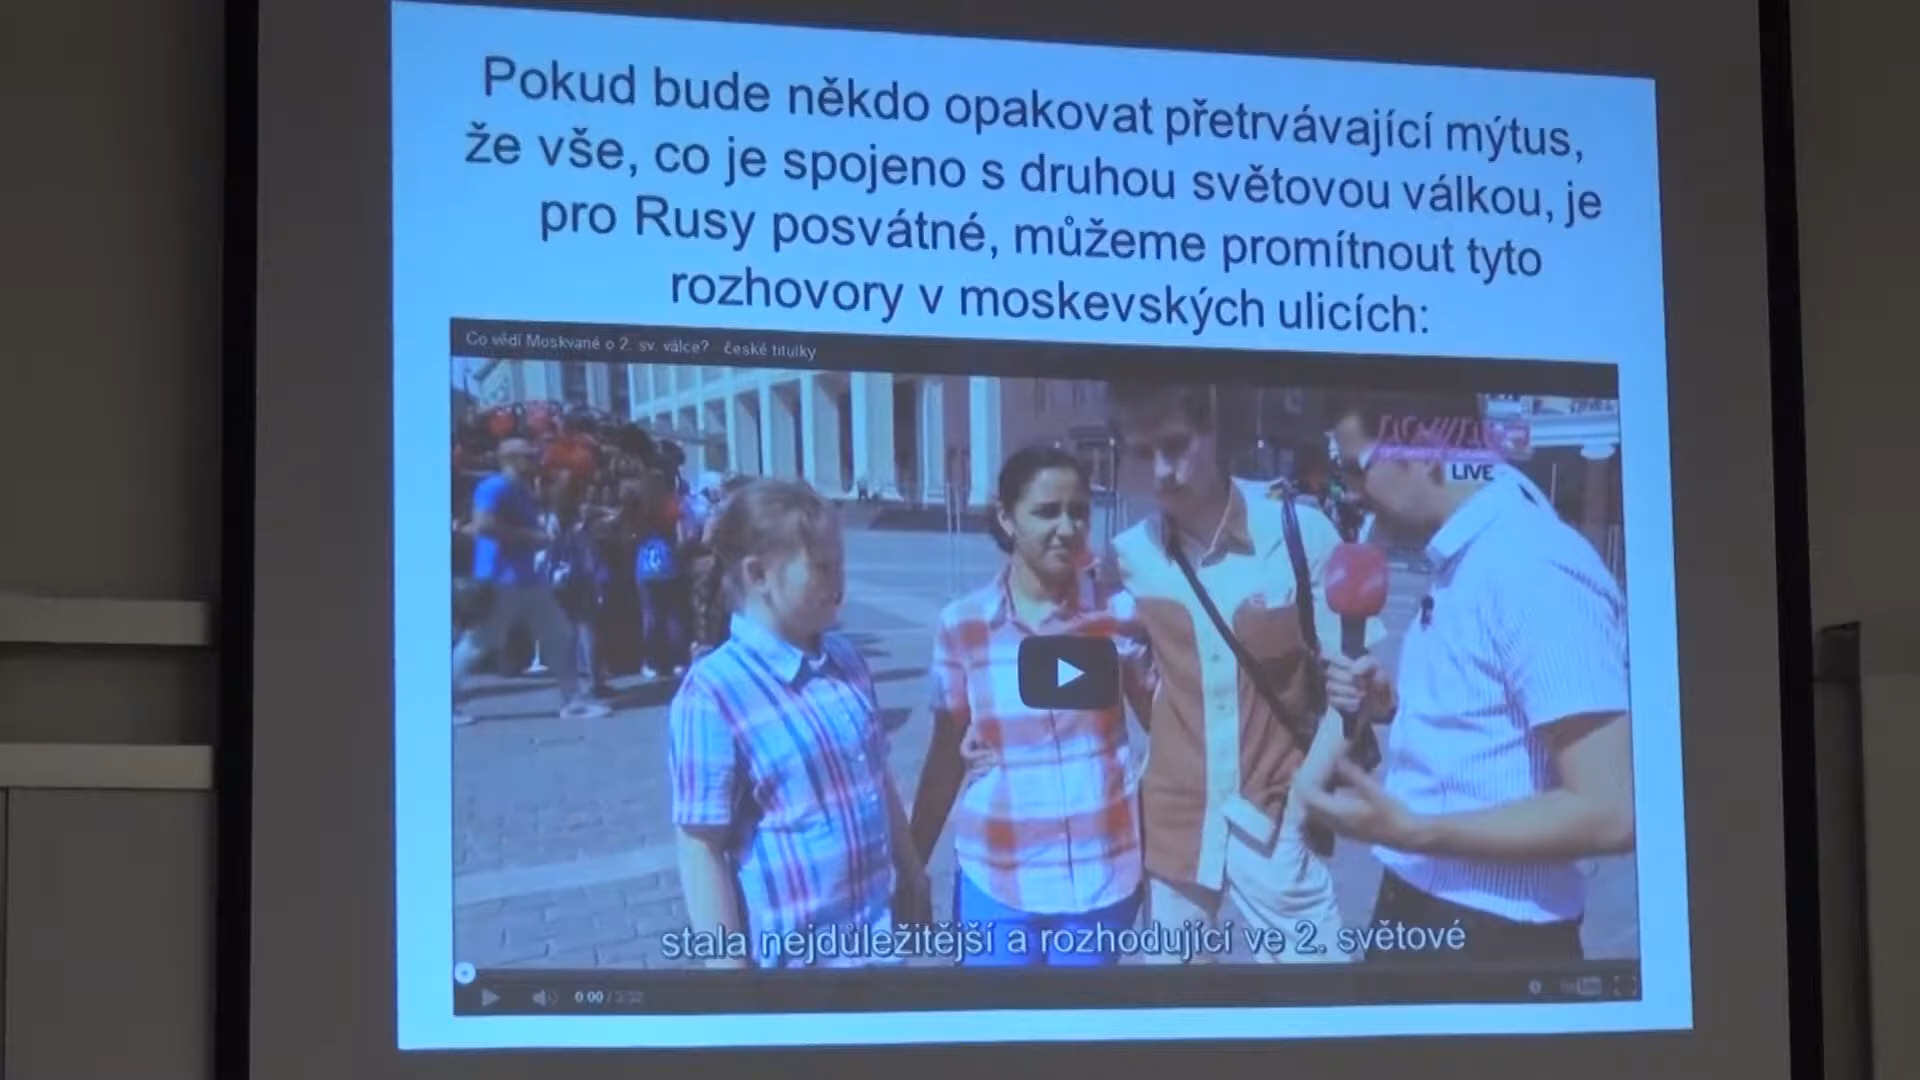 Pokud bude někdo opakovat přetrvávající mýtus,
že vše, co je spojeno s druhou světovou válkou, je
pro Rusy posvátné, můžeme promítnout tyto
rozhovory v moskevských ulicích:
Co vědí Moskvané o 2. sv. válce? české titulky
LIVE
stala nejdůležitější a rozhodující ve 2. světové
0:00